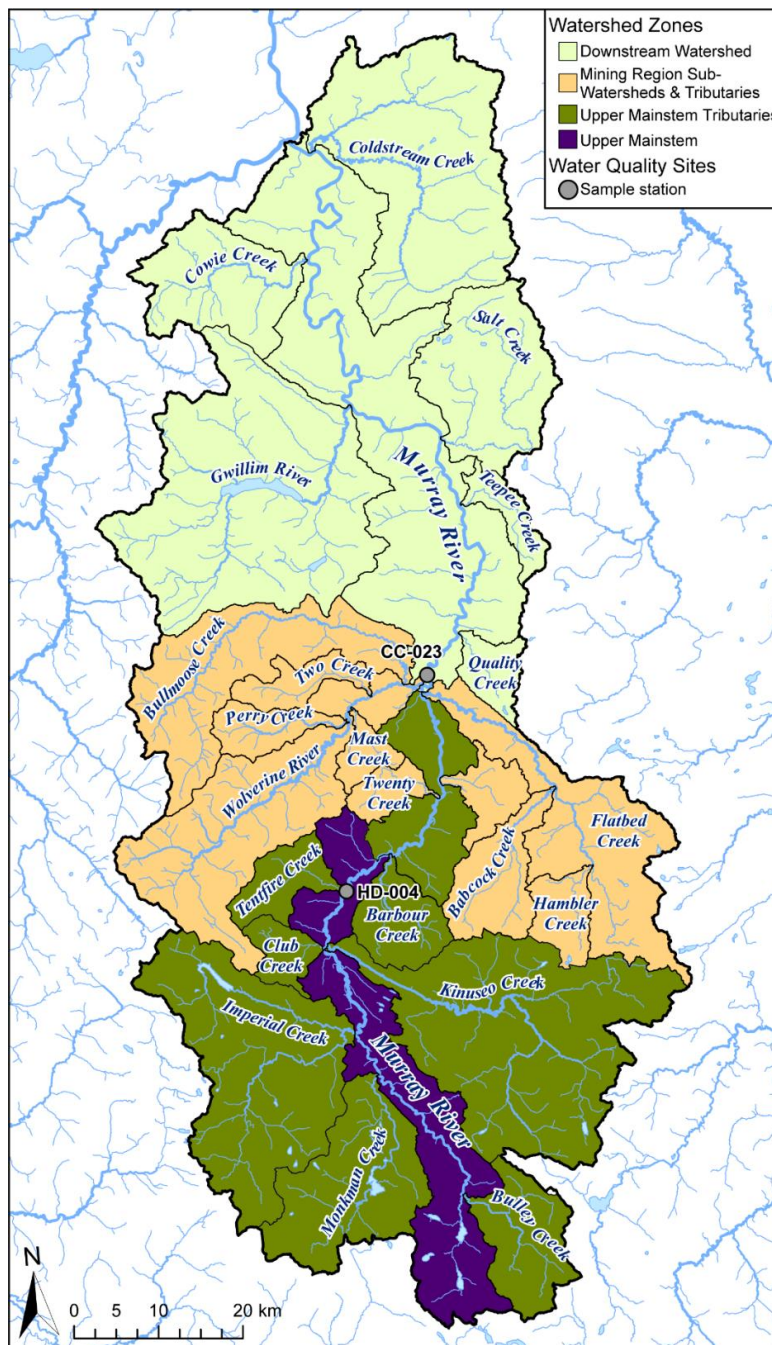 Watershed Zones
Downstream Watershed
Mining Region Sub-
Watersheds & Tributaries
Upper Mainstem Tributaries
Upper Mainstem
Water Quality Sites
Sample station
Coldstream Creek
Cowie Creek
Salt Creek
Murray River
Gwillim River
Teepee Creek
CC-023
Quality
Creek
Bullmoose Creek
Two Creek
Perry Creek
Mast
Creek
Wolverine River
Twenty
Creek
Flatbed
Creek
Babcock Creek
Tentfire Creek
HD-004
Barbour
Creek
Hambler
Creek
Club
Creek
Kinuseo Creek
Imperial Creek
Murray River
Monkman Creek
Bulley Creek
N
0 5 10 20 km